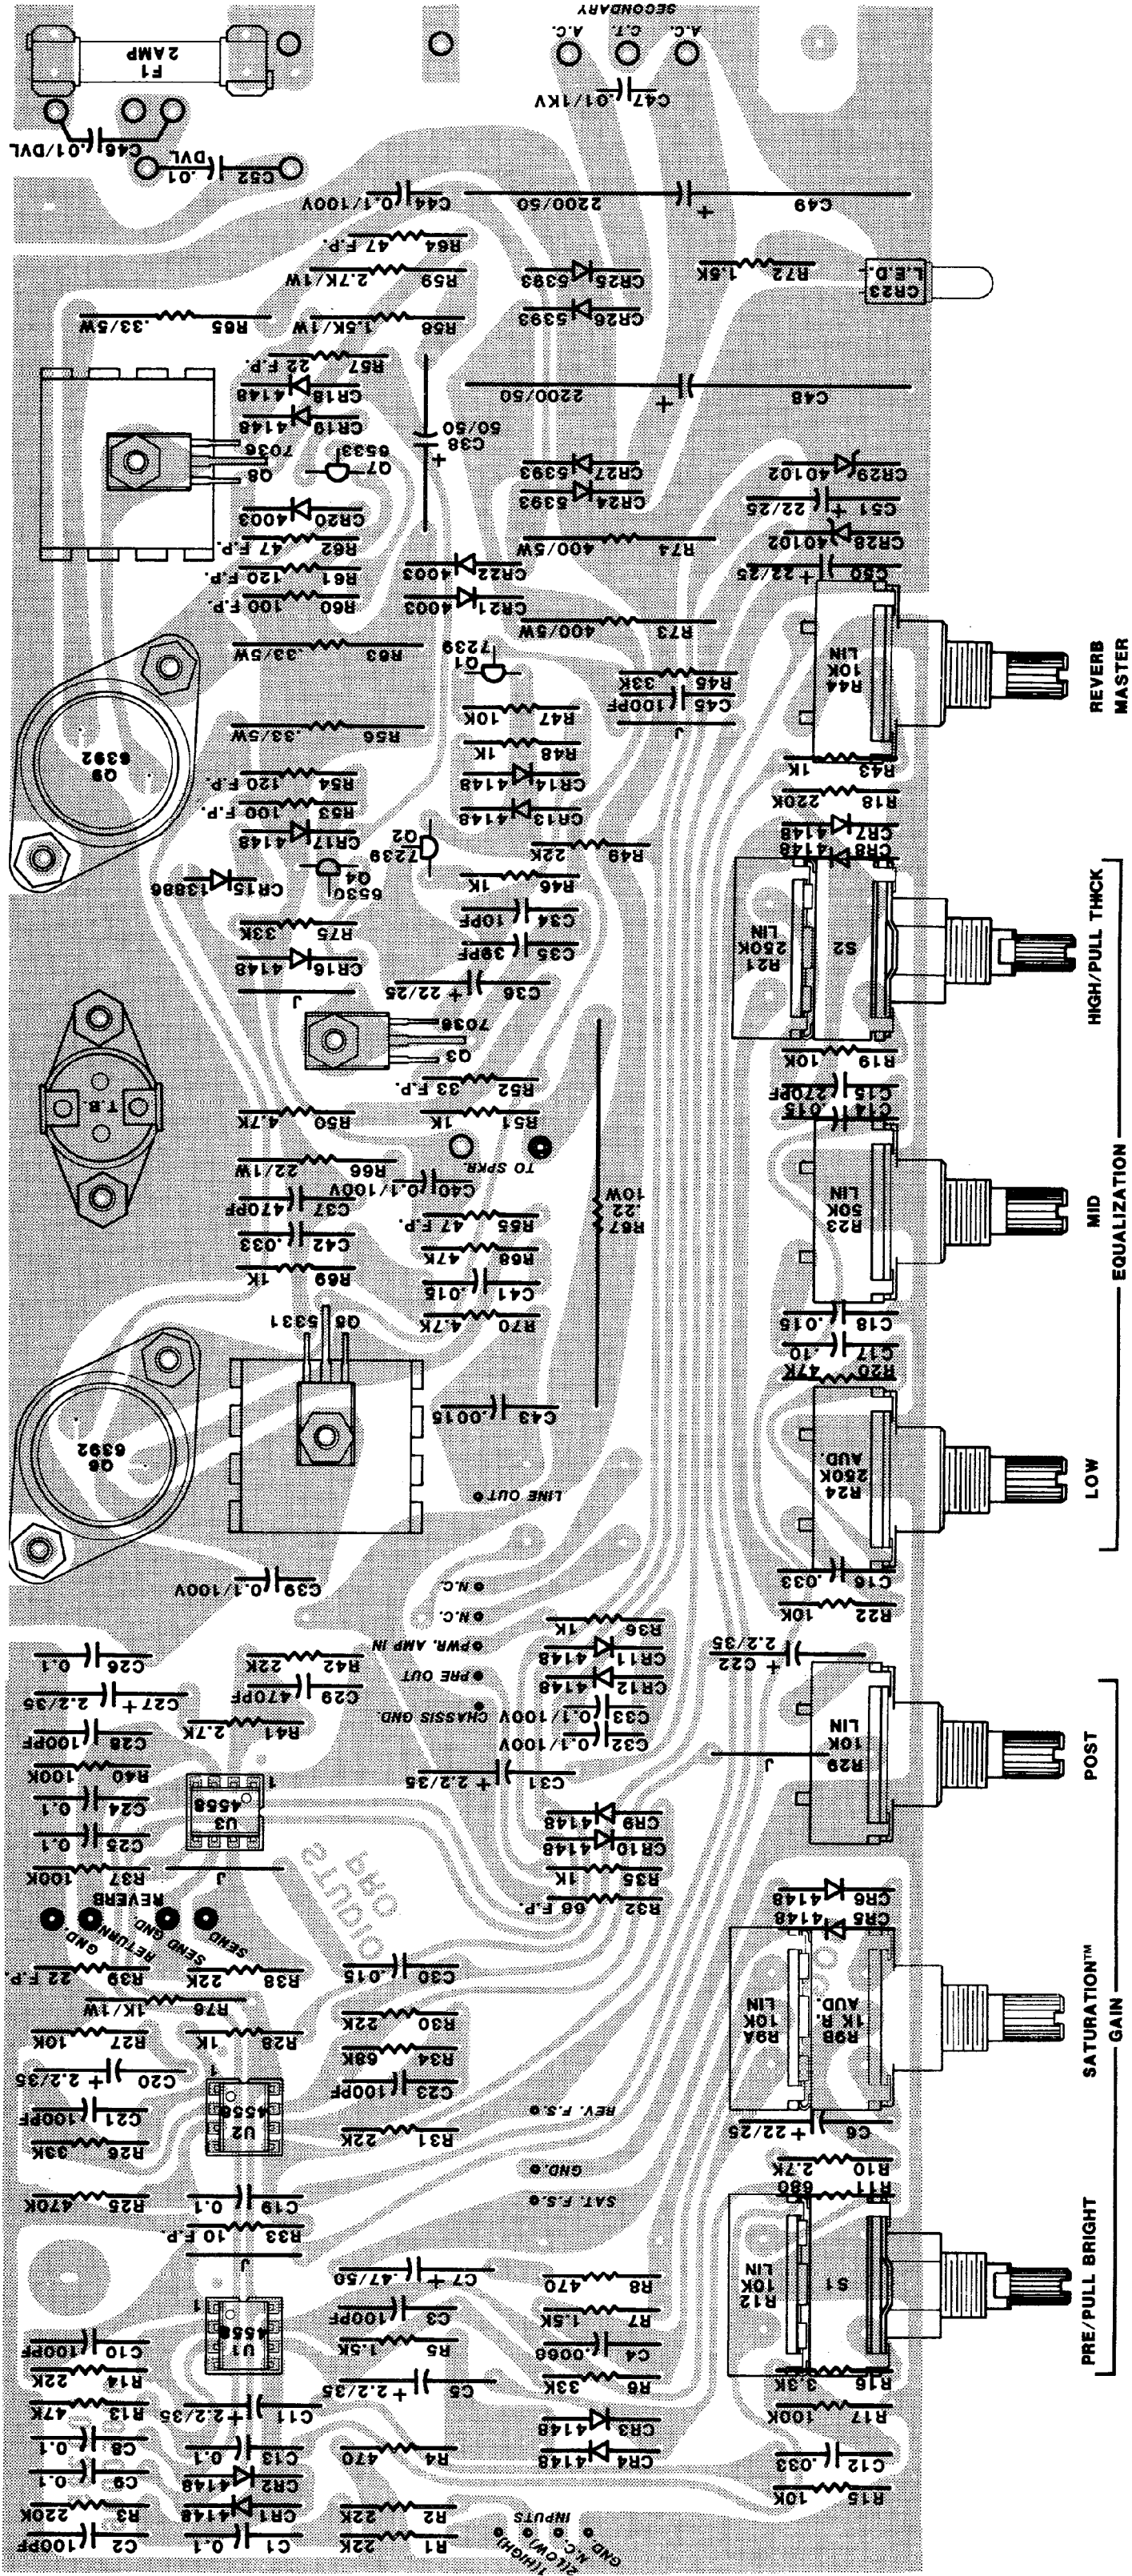 SECONDARY
A.C.
C.T.
A.C.
F1
2 AMP
C47 .01/1KV
C46 .01/DVL
C52 .01
DVL
C44 0.1/100V
C49 2200/50
R64 47 F.P.
R59 2.7K/1W
CR25 5393
R72 1.5K
CR23
L.E.D.
CR26 5393
R65 .33/5W
R58 1.5K/1W
R57 22 F.P.
CR18 4148
C48 2200/50
CR19 4148
C38
50/50
Q8
7036
Q7
6533
CR27 5393
CR29 40102
CR24 5393
C51 22/25
CR20 4003
R62 47 F.P.
R74 400/5W
CR28 40102
R61 120 F.P.
CR22 4003
C50 22/25
R60 100 F.P.
CR21 4003
R73 400/5W
R63 .33/5W
Q1
7239
R45 33K
C45 100PF
R44
10K
LIN
REVERB
MASTER
R47 10K
J
R56 .33/5W
R48 1K
Q9
6392
R43 1K
R54 120 F.P.
CR14 4148
R18 220K
R53 100 F.P.
CR13 4148
CR7 4148
CR17 4148
Q2
7239
R49 22K
CR8 4148
CR15 13886
Q4
6530
R46 1K
C34 10PF
R75 33K
C35 39PF
R21
250K
LIN
S2
HIGH/PULL THICK
CR16 4148
C36 22/25
J
Q3
7036
R19 10K
R52 33 F.P.
C15 270PF
C14 .015
T.B.
R50 4.7K
R51 1K
TO SPKR.
R66 22/1W
C40 0.1/100V
C37 470PF
R67
.22
10W
R23
50K
LIN
MID
EQUALIZATION
R55 47 F.P.
C42 .033
R68 47K
R69 1K
C41 .015
R70 4.7K
C18 .015
Q5
5331
C17 .10
R20 47K
C43 .0015
Q6
6392
R24
250K
AUD.
LOW
LINE OUT
C39 0.1/100V
N.C.
C16 .033
R22 10K
N.C.
R36 1K
PWR. AMP IN
CR11 4148
C26 0.1
R42 22K
C22 2.2/35
PRE OUT
CR12 4148
C27 2.2/35
C29 470PF
CHASSIS GND
C33 0.1/100V
C28 100PF
R41 2.7K
C32 0.1/100V
R29
10K
LIN
POST
J
R40 100K
C31 2.2/35
1
U3
4558
C24 0.1
CR9 4148
C25 0.1
CR10 4148
R37 100K
J
R35 1K
STUDIO
PRO
R32 68 F.P.
CR6 4148
REVERB
CR5 4148
SEND
SEND GND.
RETURN
GND.
R39 22 F.P.
R38 22K
C30 .015
R76 1K/1W
R9A
10K
LIN
R9B
1K R.
AUD.
SATURATION™
GAIN
R27 10K
R28 1K
R30 22K
C20 2.2/35
R34 68K
C21 100PF
1
U2
4558
C23 100PF
REV. F.S.
R26 33K
R31 22K
C6 22/25
GND.
R10 2.7K
R25 470K
C19 0.1
SAT. F.S.
R11 680
R33 10 F.P.
J
C7 .47/50
R8 470
R12
10K
LIN
S1
PRE/PULL BRIGHT
1
U1
4558
C3 100PF
R7 1.5K
C10 100PF
R5 1.5K
C4 .0068
R14 22K
C5 2.2/35
R6 33K
R16 3.3K
R13 47K
C11 2.2/35
CR3 4148
R17 100K
C8 0.1
C13 0.1
R4 470
CR4 4148
C12 .033
C9 0.1
CR2 4148
R15 10K
R3 220K
CR1 4148
R2 22K
INPUTS
C2 100PF
C1 0.1
R1 22K
1(HIGH)
2(LOW)
N.C.
GND.